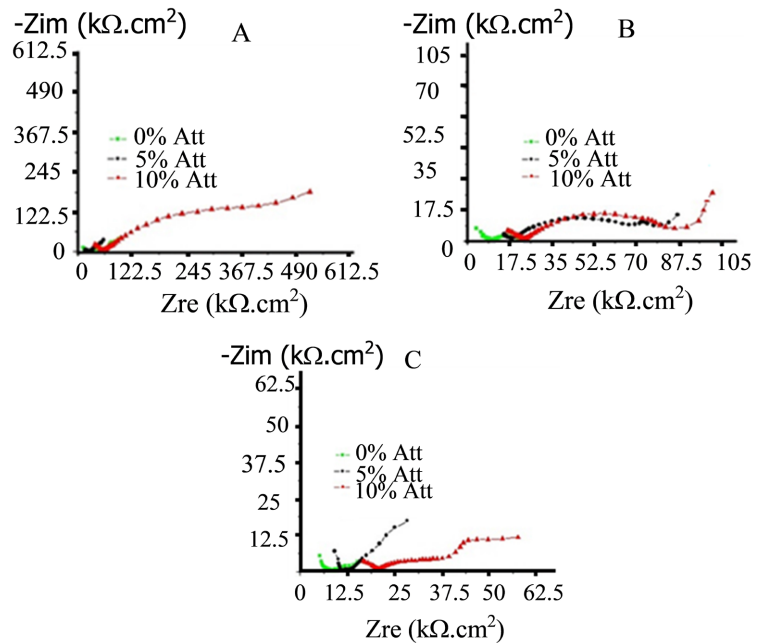 -Zim (kΩ.cm²) A
612.5
490
367.5
245
122.5
0
0% Att
5% Att
10% Att
0 122.5 245 367.5 490 612.5
Zre (kΩ.cm²)
-Zim (kΩ.cm²) B
105
70
52.5
35
17.5
0
0% Att
5% Att
10% Att
0 17.5 35 52.5 70 87.5 105
Zre (kΩ.cm²)
-Zim (kΩ.cm²) C
62.5
50
37.5
25
12.5
0% Att
5% Att
10% Att
0 12.5 25 37.5 50 62.5
Zre (kΩ.cm²)